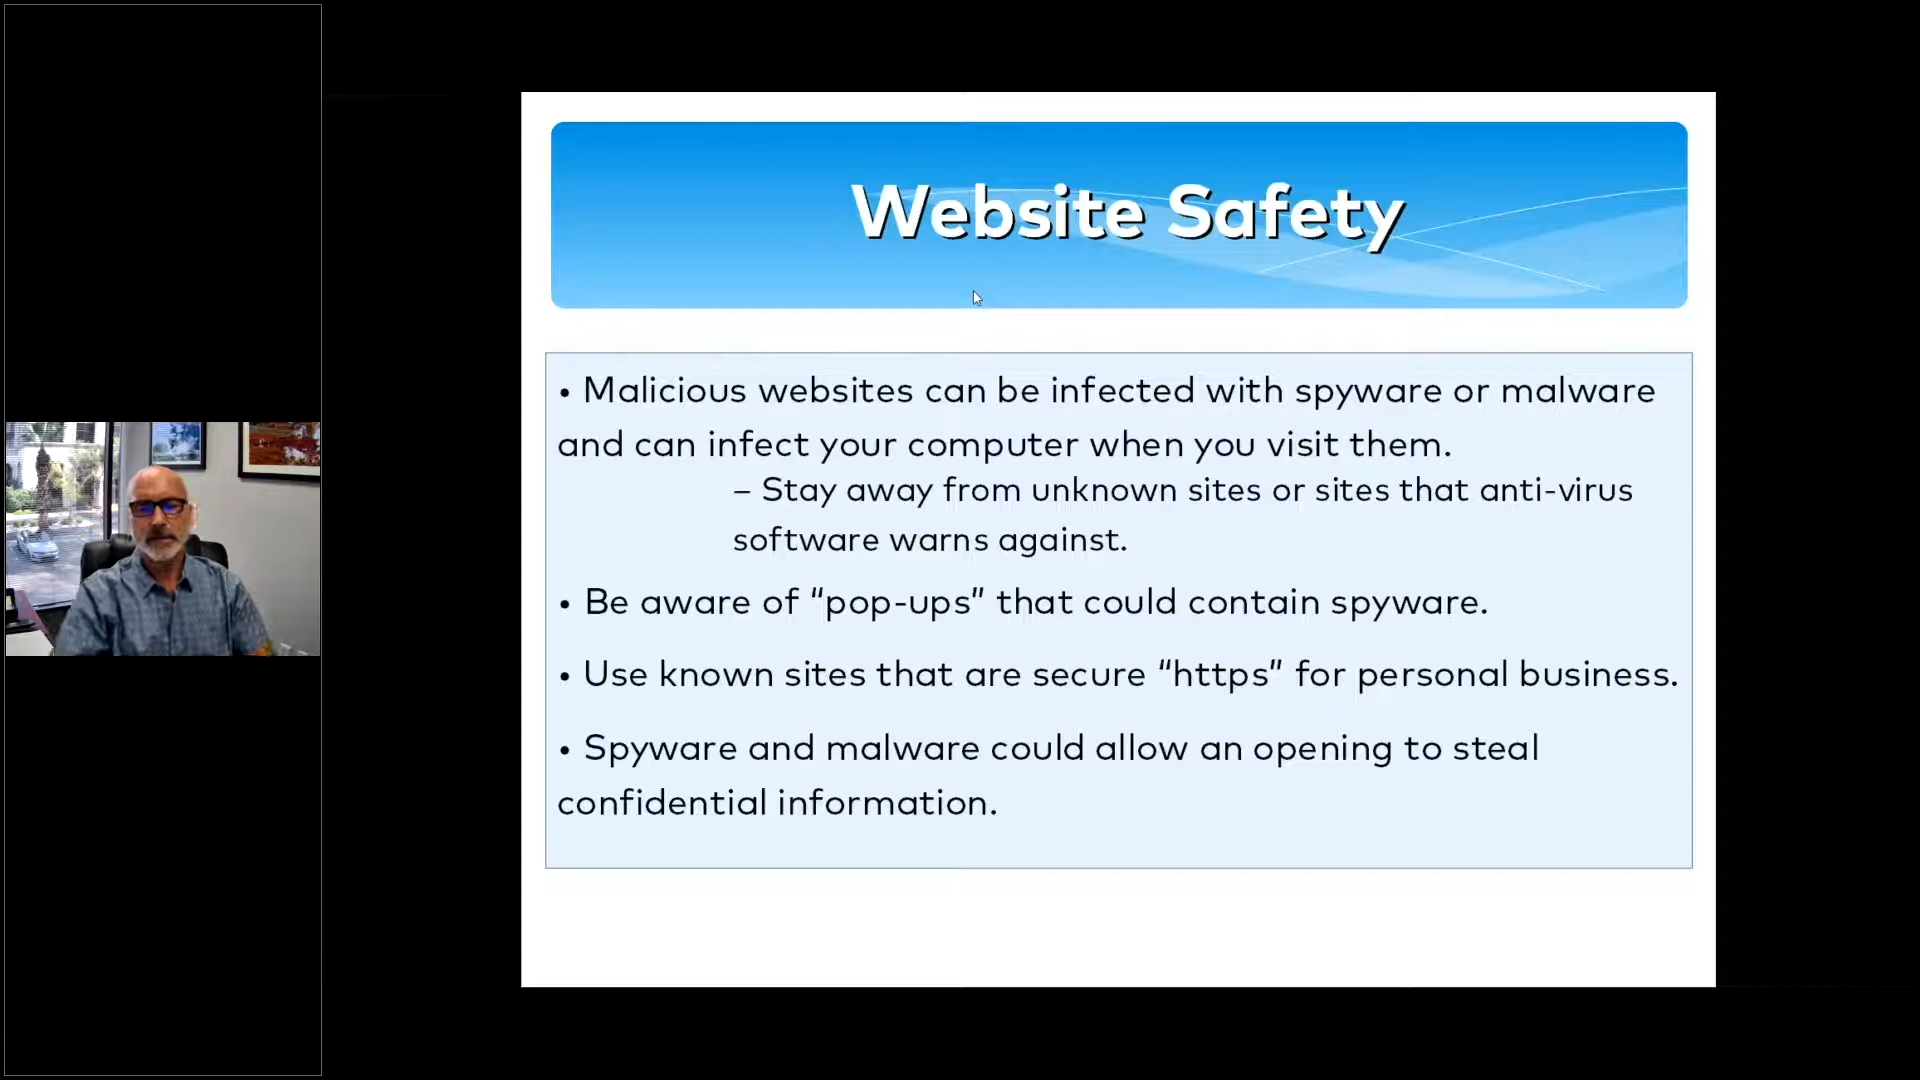 Website Safety
• Malicious websites can be infected with spyware or malware
and can infect your computer when you visit them.
– Stay away from unknown sites or sites that anti-virus
software warns against.
• Be aware of “pop-ups” that could contain spyware.
• Use known sites that are secure “https” for personal business.
• Spyware and malware could allow an opening to steal
confidential information.